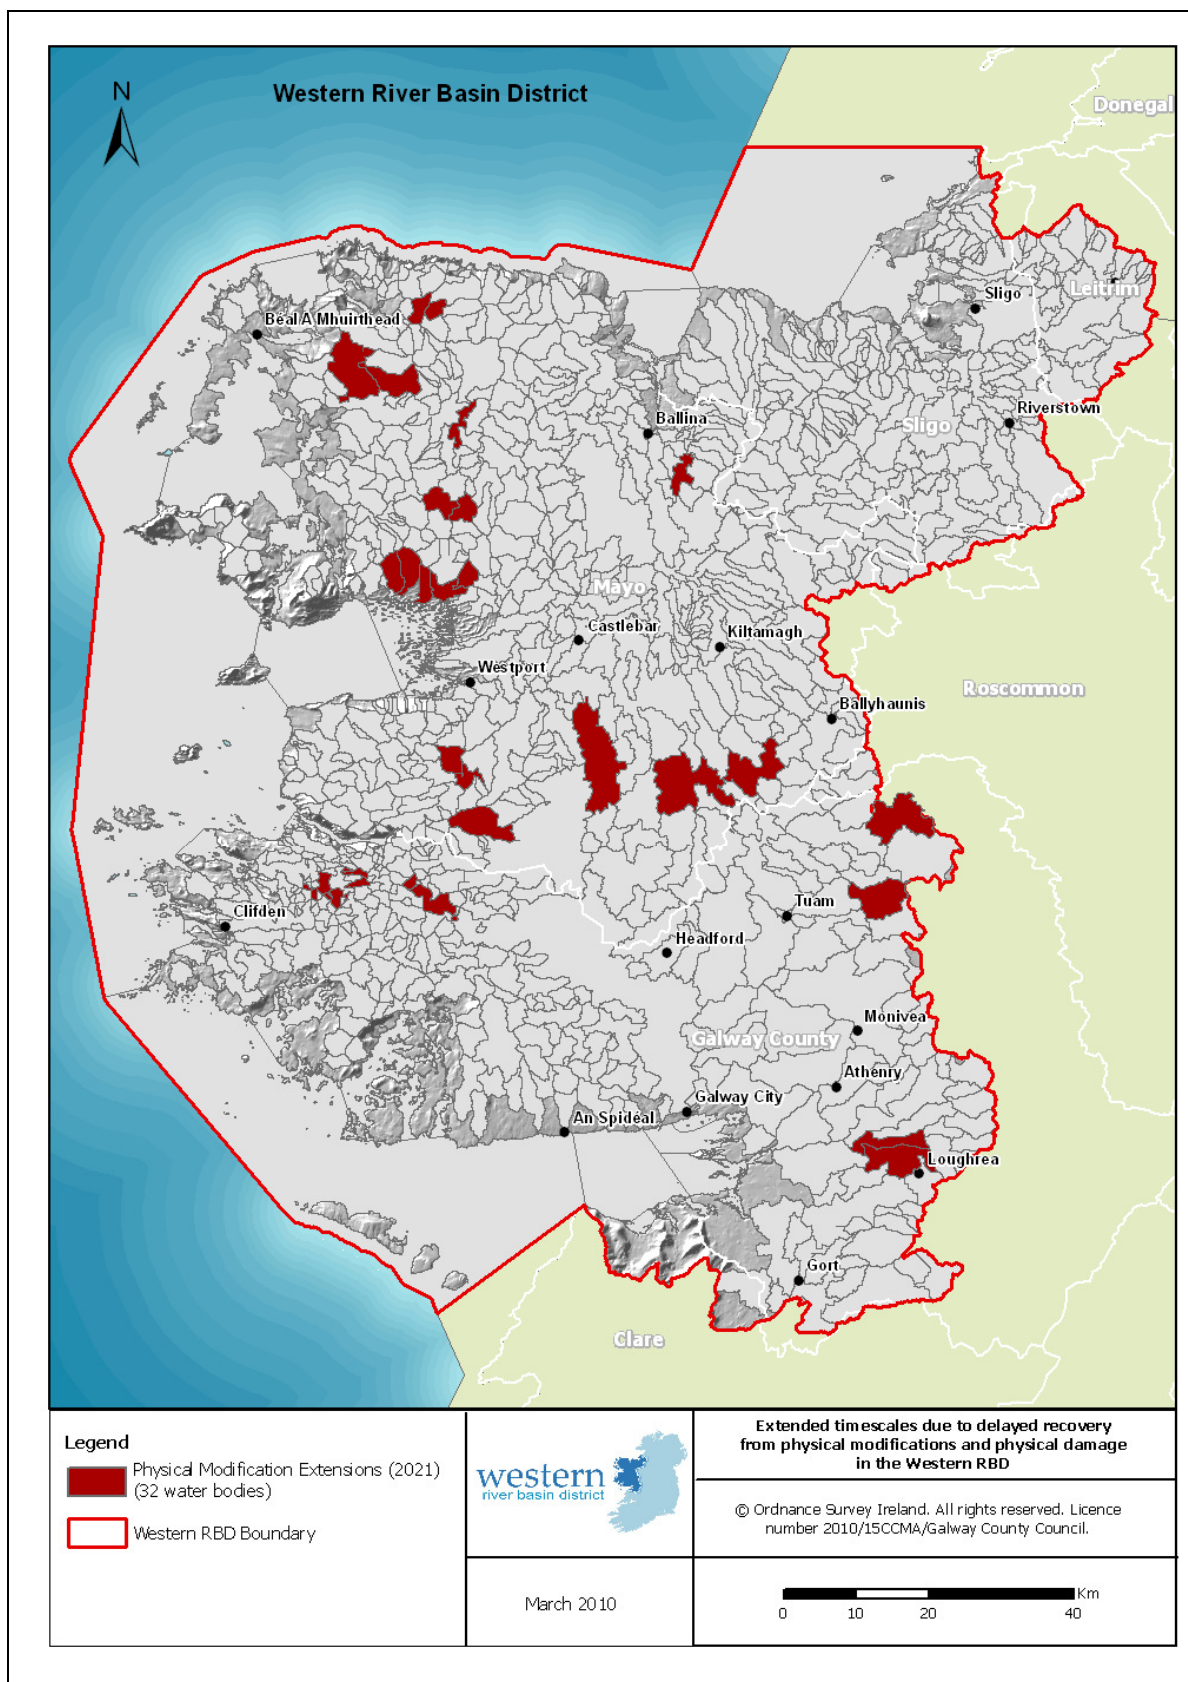 Western River Basin District
N
Donegal
Leitrim
Sligo
Beal A Mhuirthead
Riverstown
Ballina
Sligo
Mayo
Castlebar
Kiltamagh
Westport
Roscommon
Ballyhaunis
Tuam
Clifden
Headford
Monivea
Galway County
Athenry
Galway City
An Spidéal
Loughrea
Gort
Clare
Legend
Physical Modification Extensions (2021)
(32 water bodies)
Western RBD Boundary
western
river basin district
March 2010
Extended timescales due to delayed recovery
from physical modifications and physical damage
in the Western RBD
© Ordnance Survey Ireland. All rights reserved. Licence
number 2010/15CCMA/Galway County Council.
Km
0 10 20 40